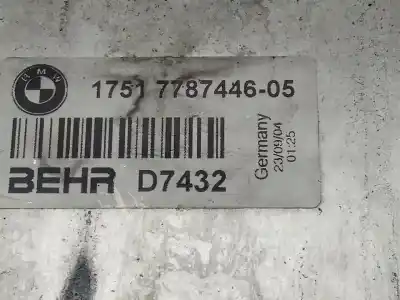 BMW
1751 7787446-05
BEHR D7432
Germany
23/09/04
01:25